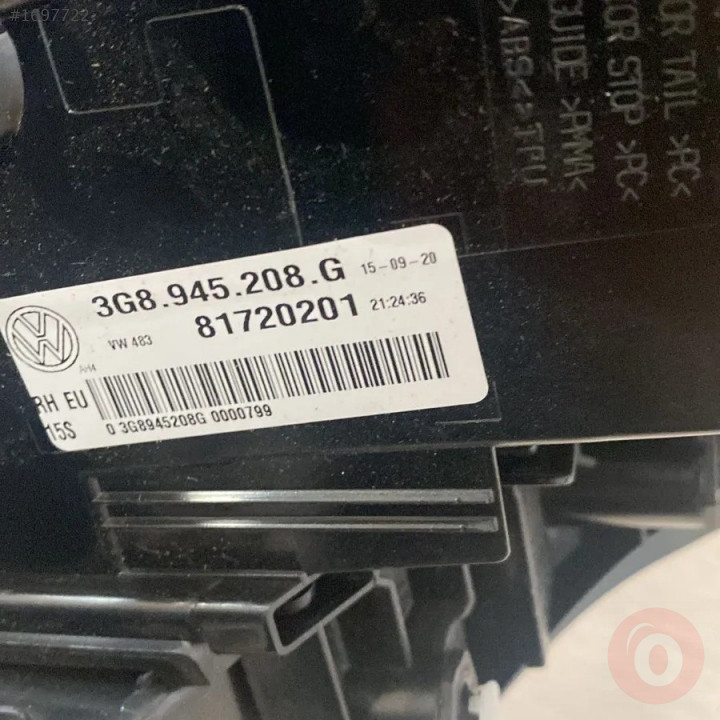 #1097722
OR TAIL >PC<
OR STOP >PC<
GUIDE >PMMA<
>ABS<>TPU
3G8.945.208.G 15-09-20
81720201 21:24:36
VW 483
AH4
RH EU
15S
0 3G8945208G 0000799